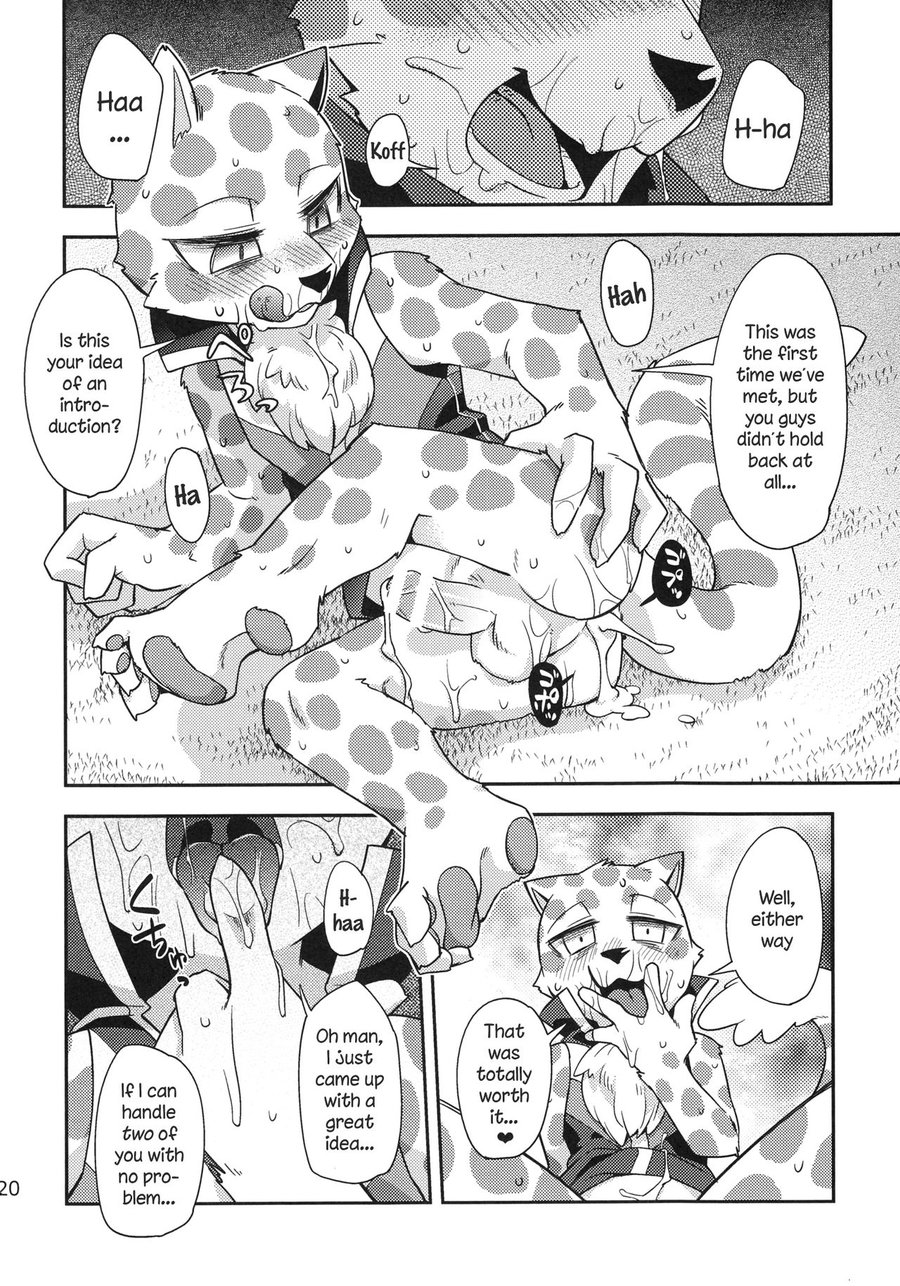 H-ha
Koff
Haa
...
This was
the first
time we've
met, but
you guys
didn't hold
back at
all...
Hah
Is this
your idea
of an
intro-
duction?
Ha
Well,
either
way
That
was
totally
worth
it...
♥
H-
haa
Oh man,
I just
came up
with a
great
idea...
If I can
handle
two of
you with
no pro-
blem...
20